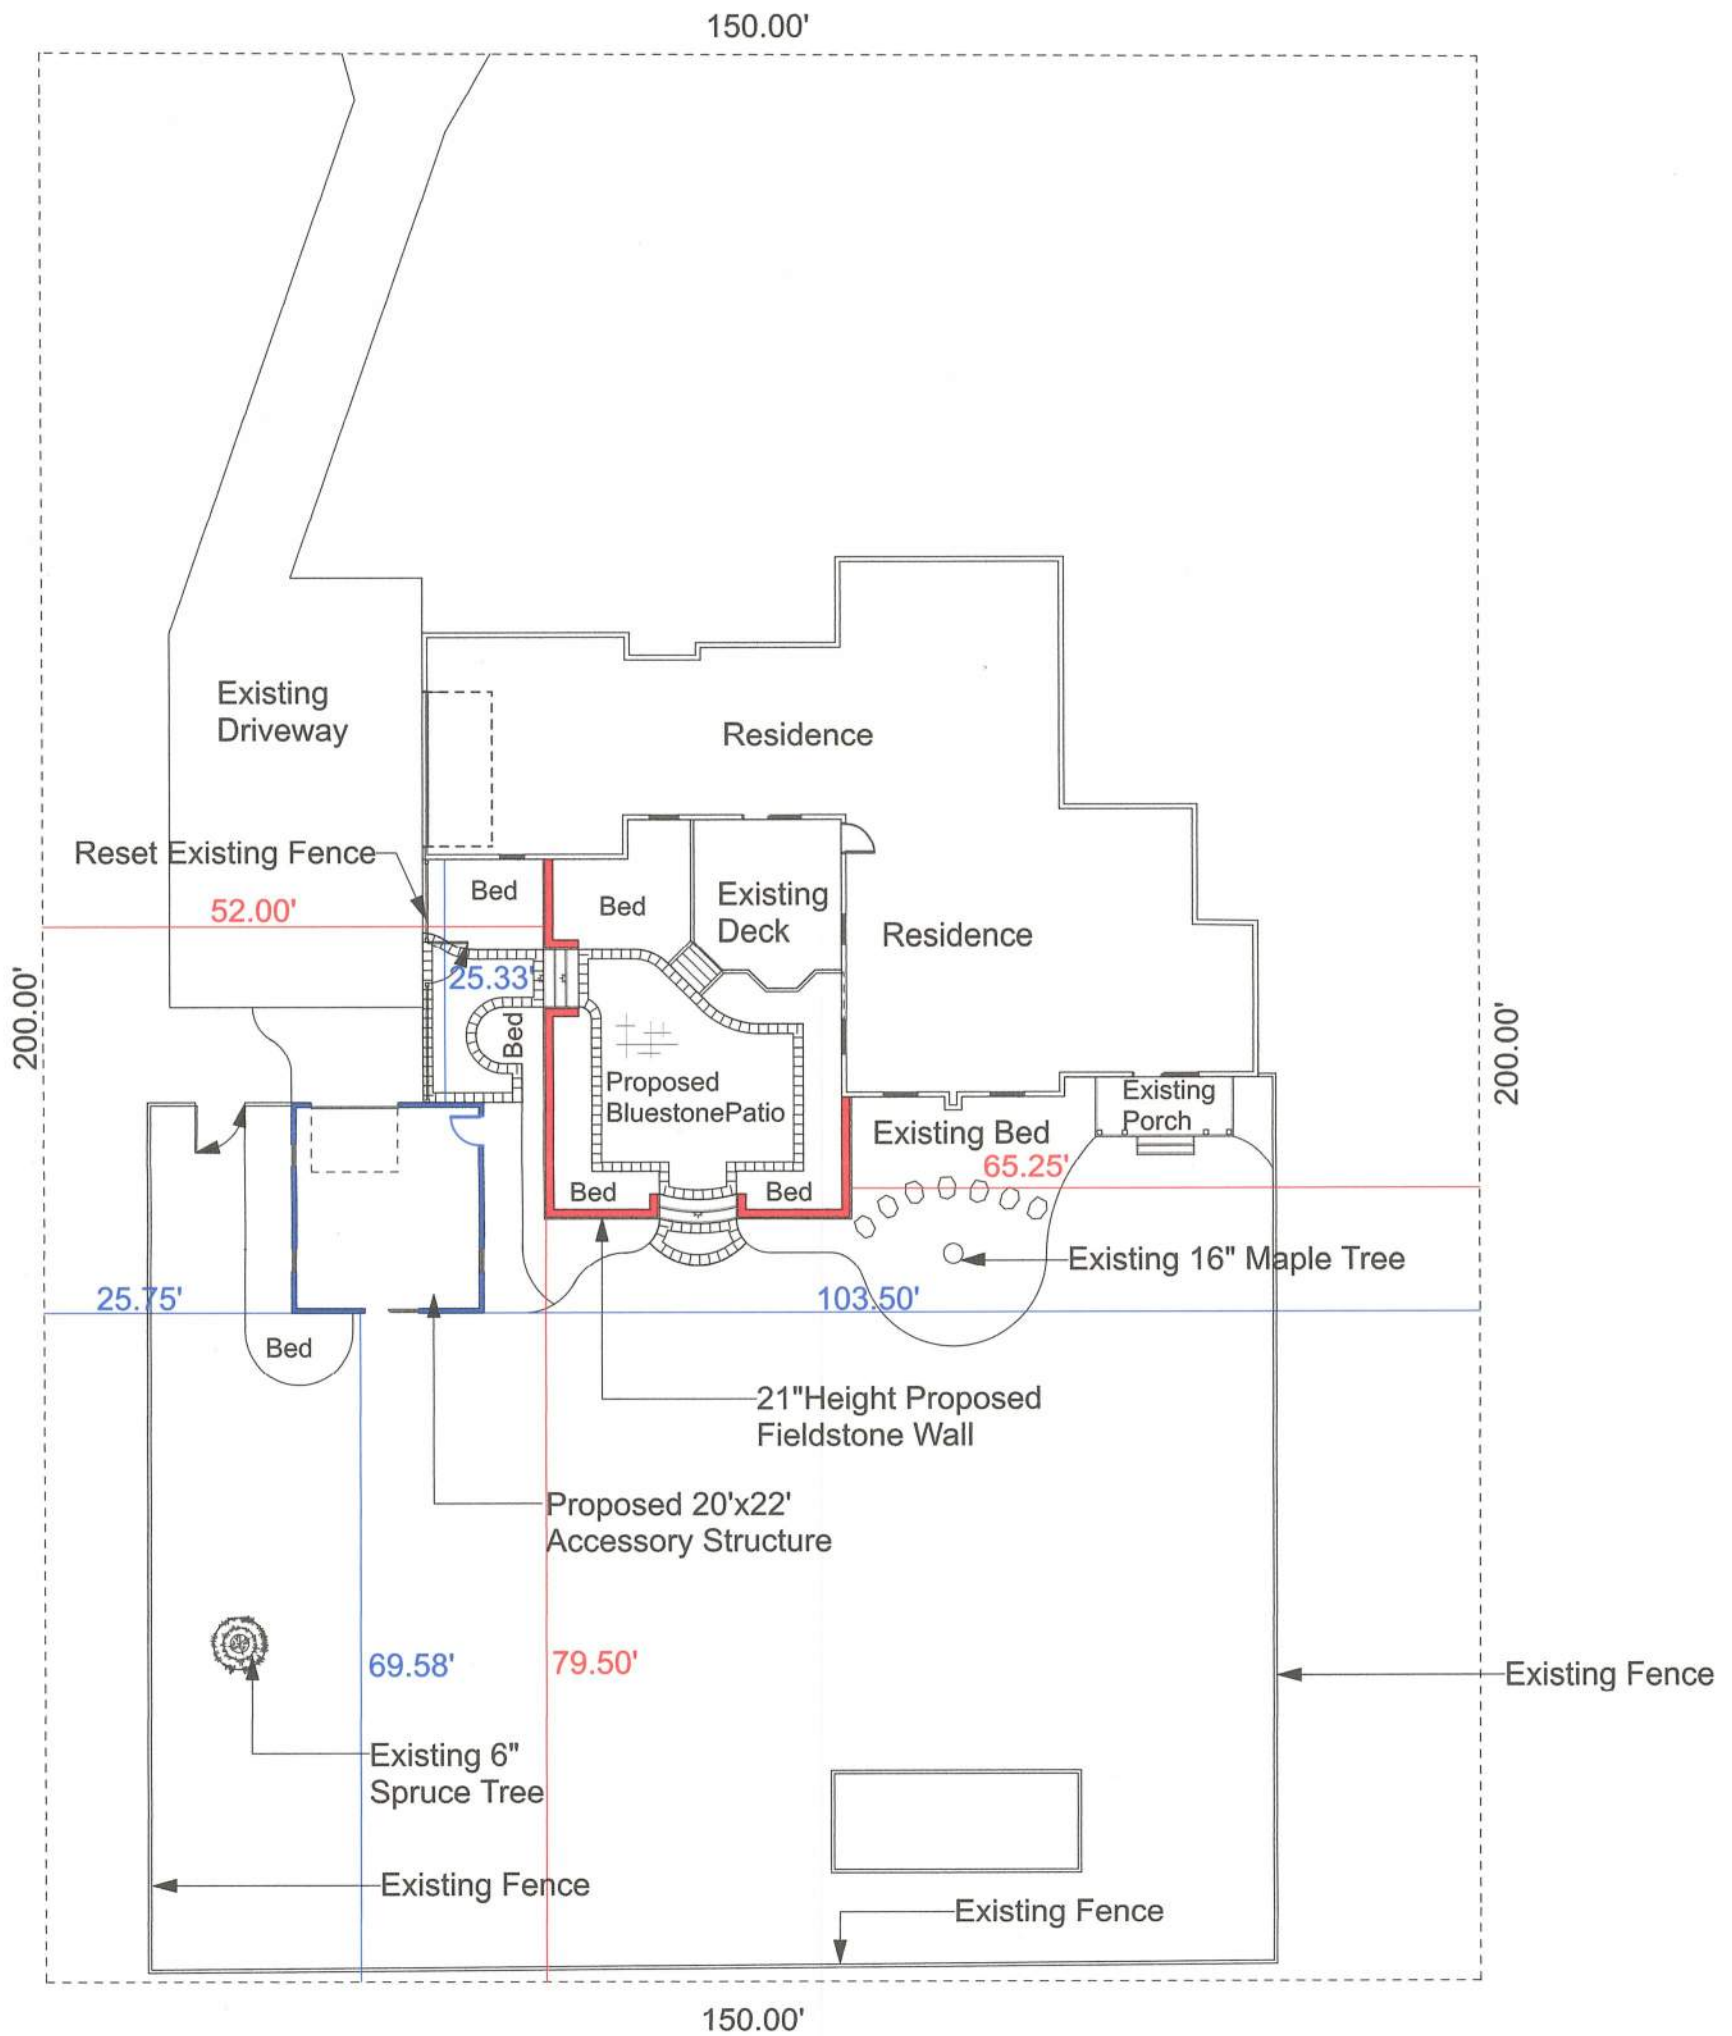 150.00'
Existing
Driveway
Residence
Reset Existing Fence
Bed
Bed
Existing
Deck
52.00'
Residence
25.33'
200.00'
200.00'
Bed
Proposed
BluestonePatio
Existing
Porch
Existing Bed
65.25'
Bed
Bed
Existing 16" Maple Tree
25.75'
103.50'
Bed
21"Height Proposed
Fieldstone Wall
Proposed 20'x22'
Accessory Structure
69.58'
79.50'
Existing Fence
Existing 6"
Spruce Tree
Existing Fence
Existing Fence
150.00'